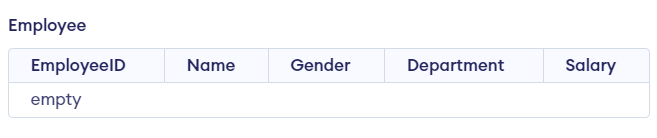 Employee
EmployeeID Name Gender Department Salary
empty